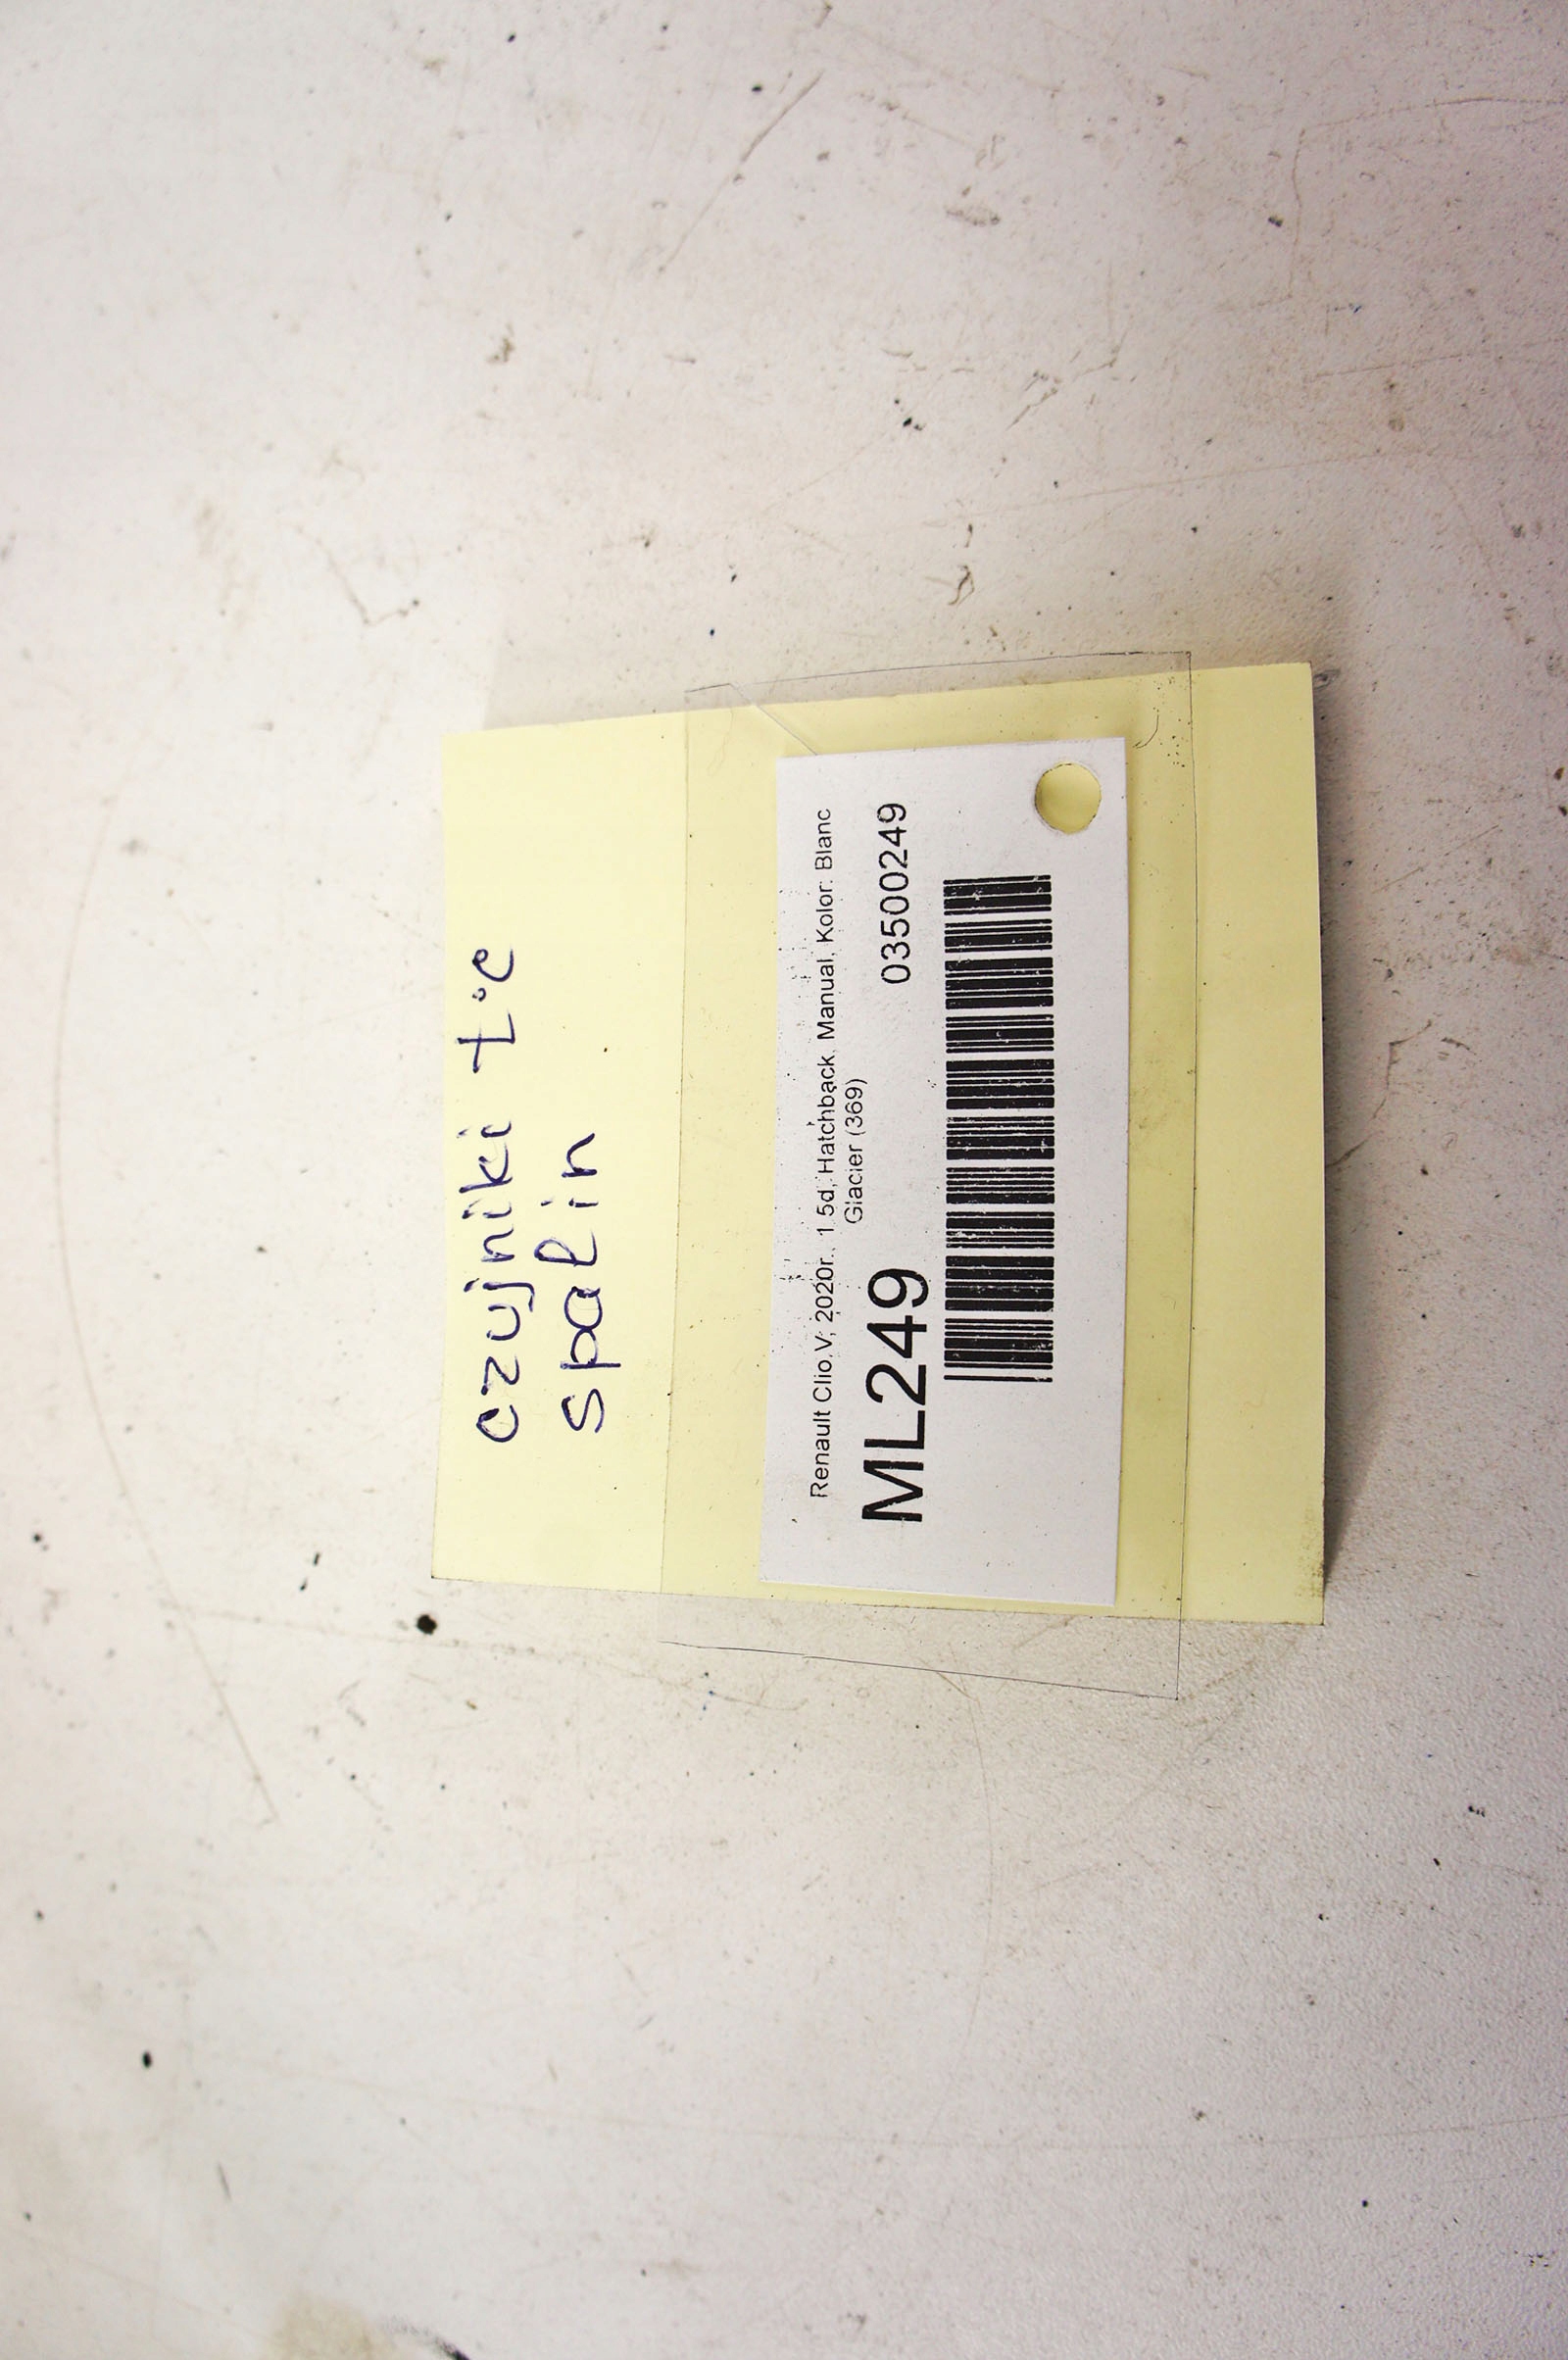 czujniki t°C
spalin
Renault Clio V, 2020r., 1.5d, Hatchback, Manual, Kolor: Blanc
Glacier (369)
ML249 03500249